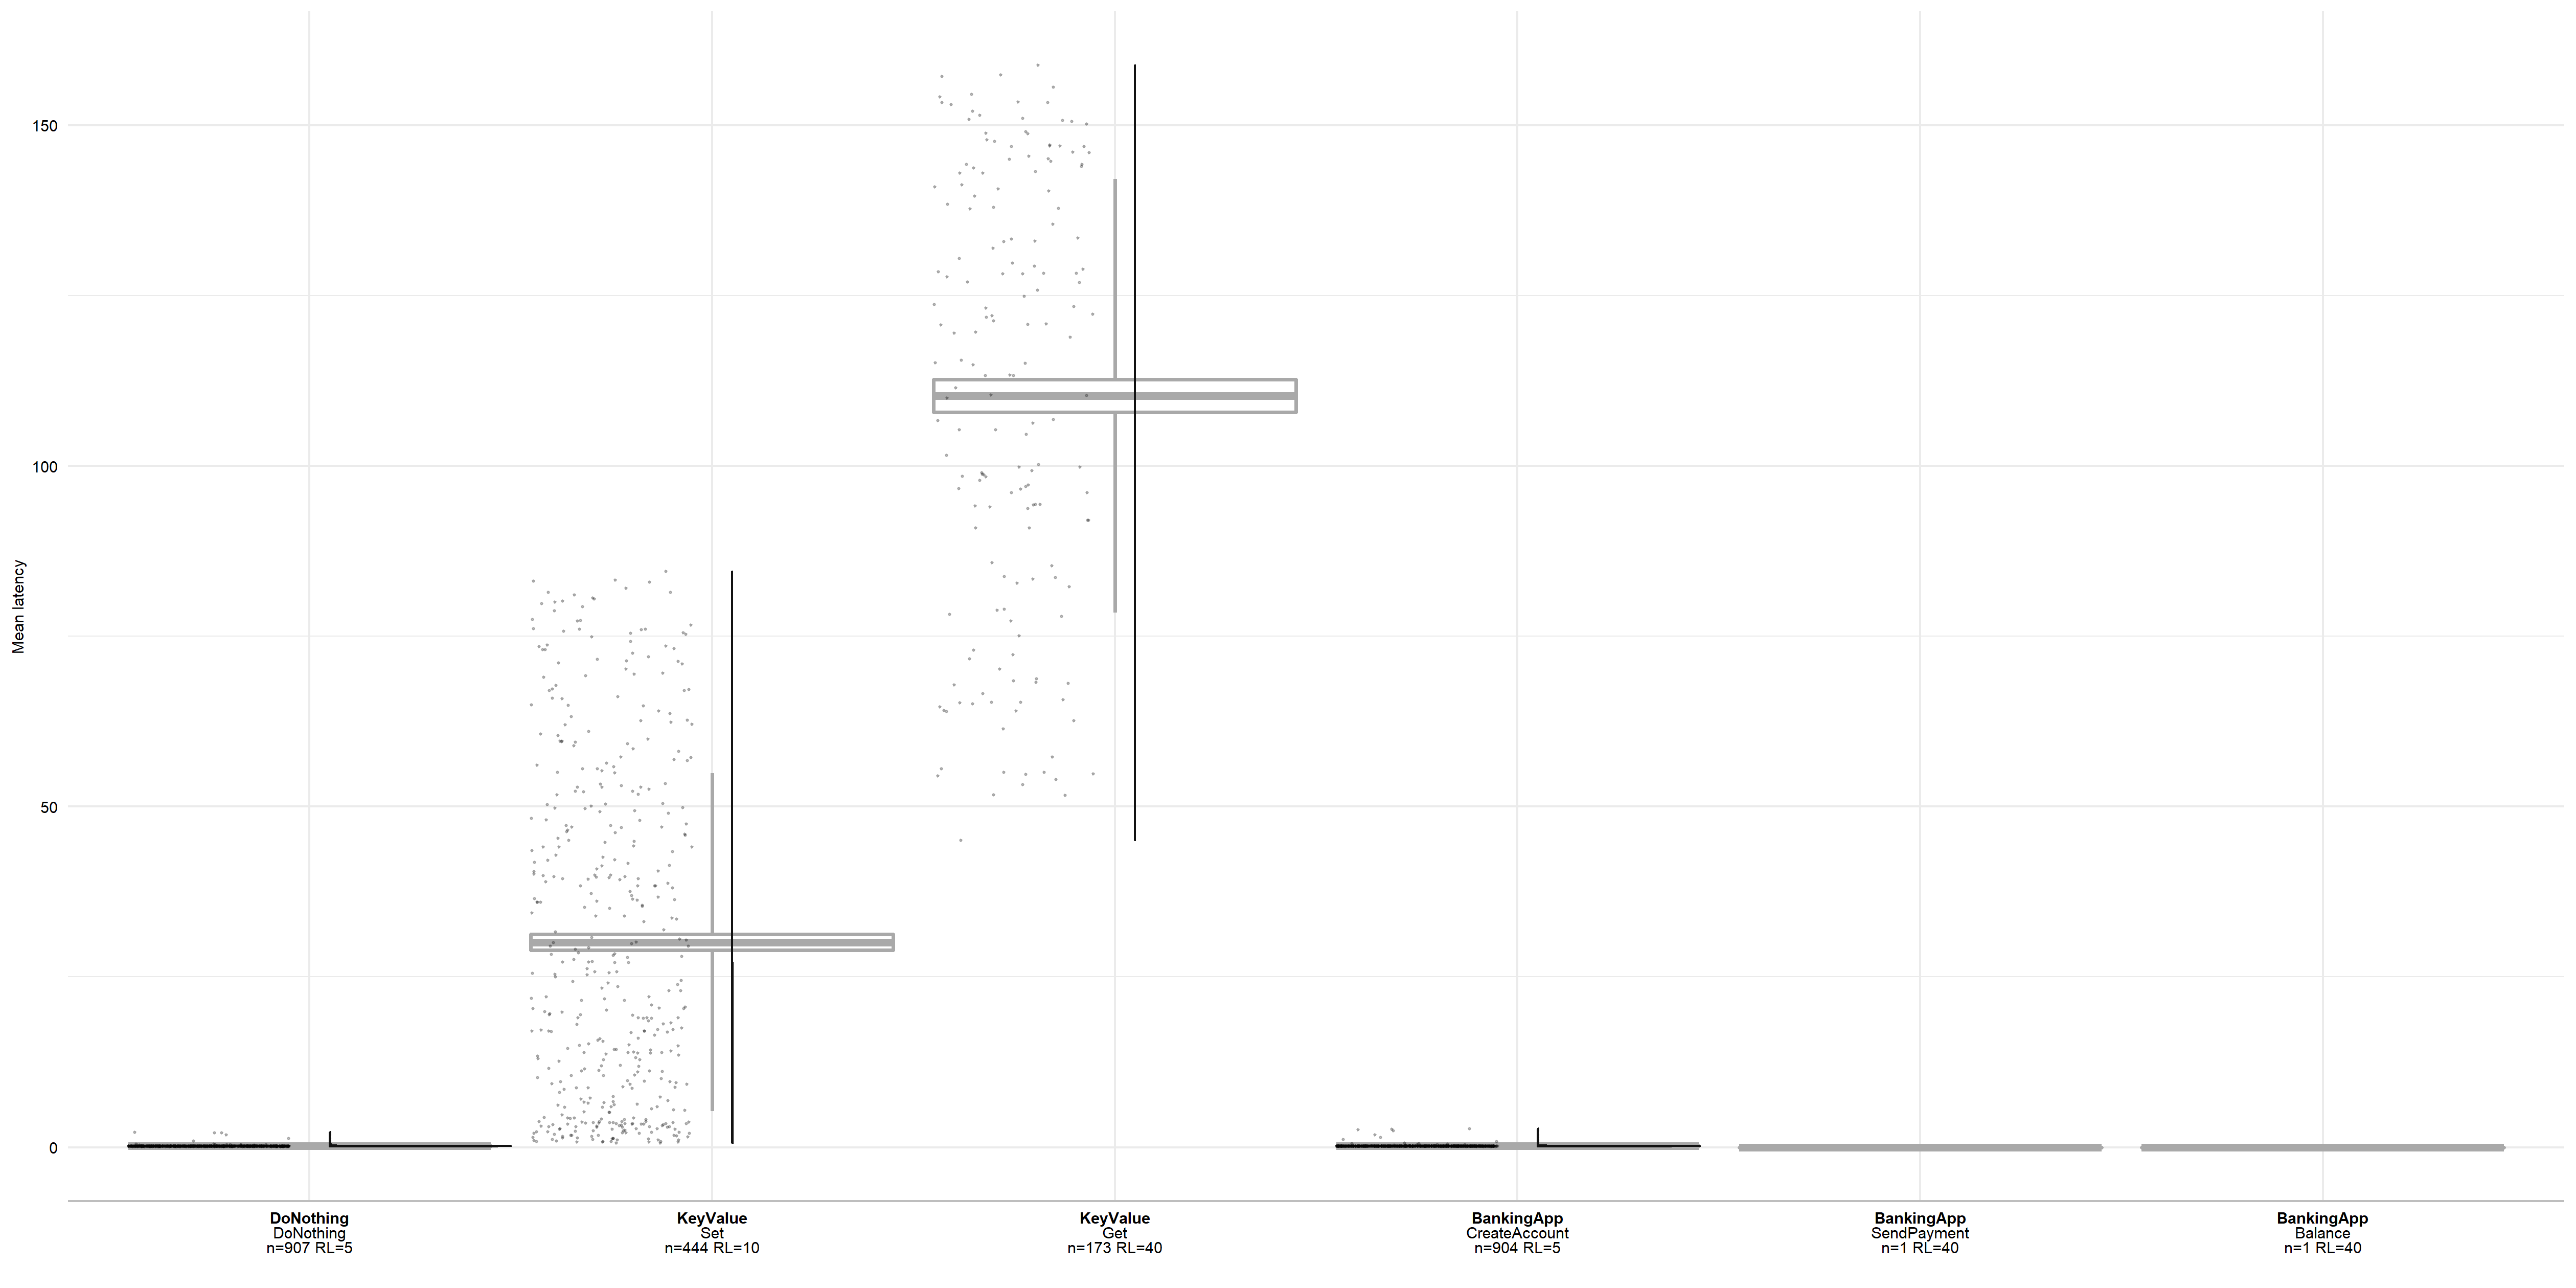 150
100
50
0
Mean latency
DoNothing
DoNothing
n=907 RL=5
KeyValue
Set
n=444 RL=10
KeyValue
Get
n=173 RL=40
BankingApp
CreateAccount
n=904 RL=5
BankingApp
SendPayment
n=1 RL=40
BankingApp
Balance
n=1 RL=40